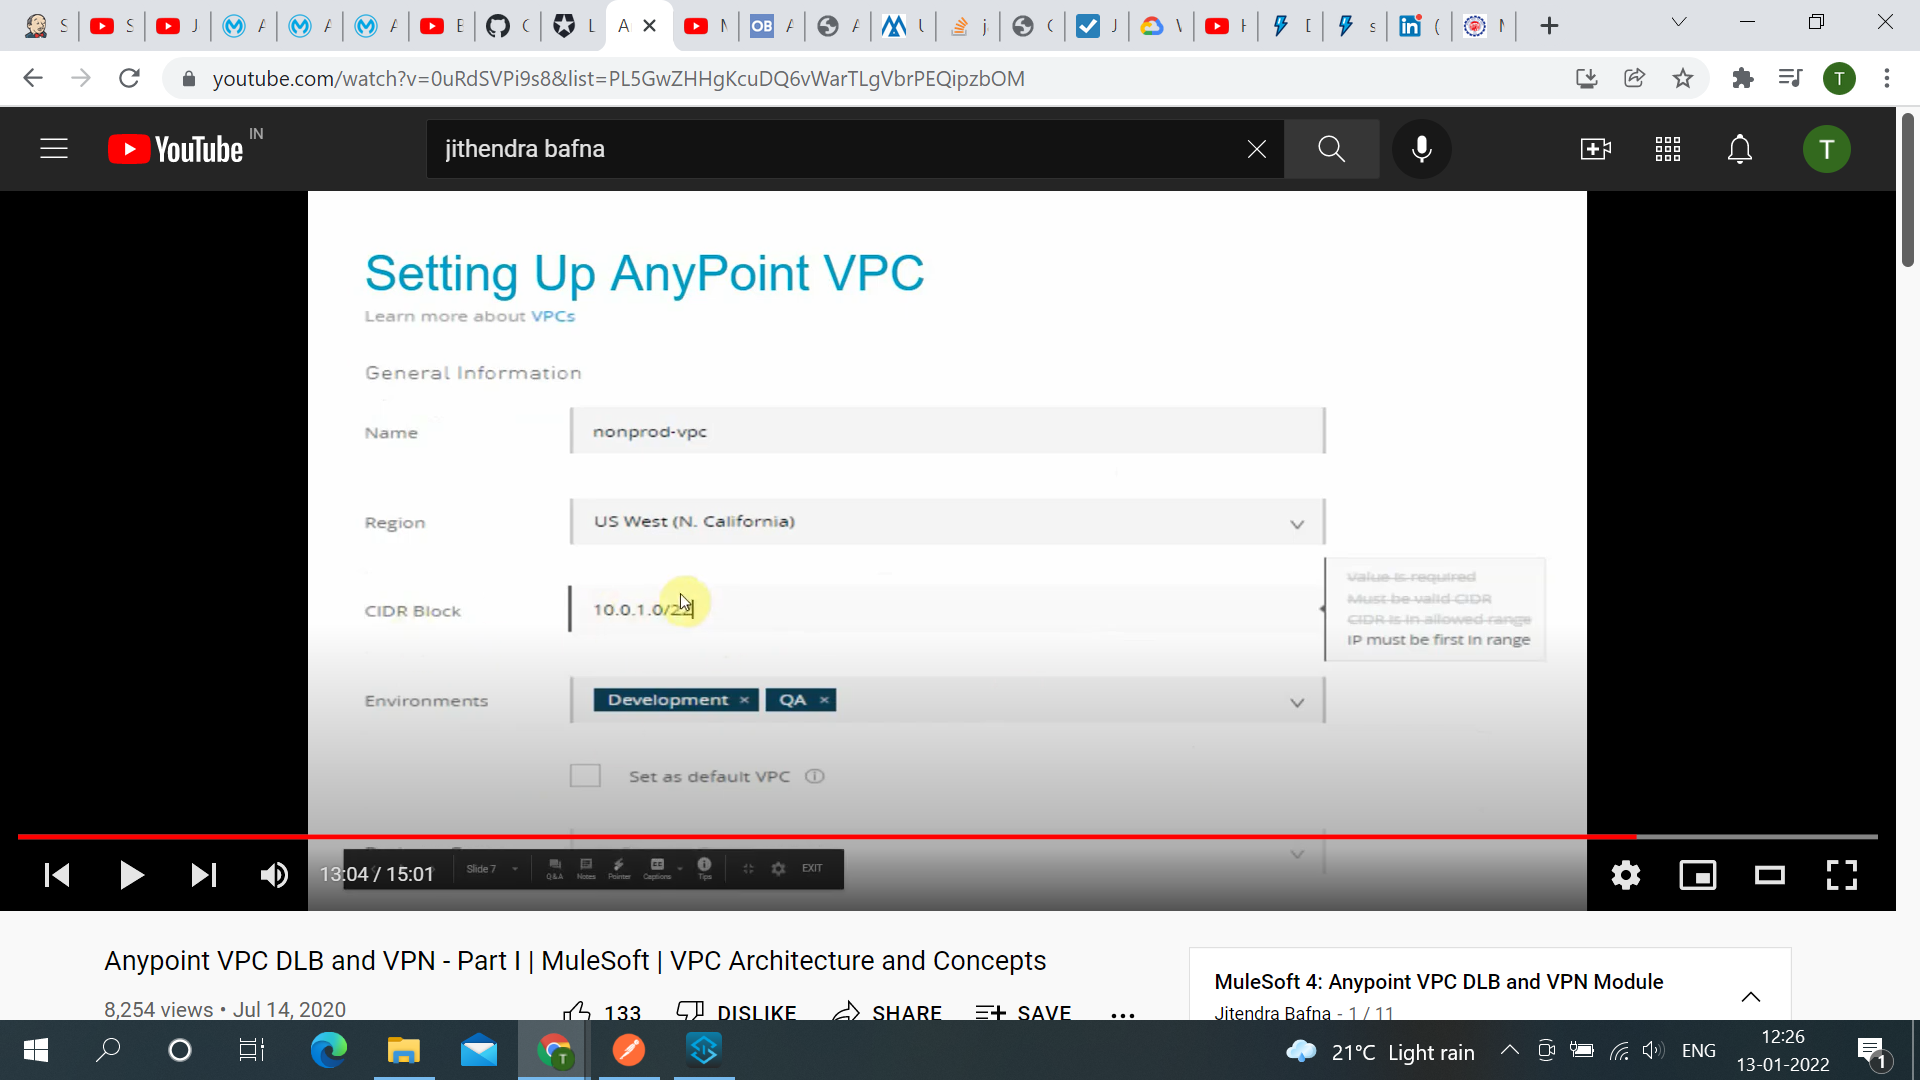 youtube.com/watch?v=0uRdSVPi9s8&list=PL5GwZHHgKcuDQ6vWarTLgVbrPEQipzbOM
T
YouTube IN
jithendra bafna
T
Setting Up AnyPoint VPC
Learn more about VPCs
General Information
Name
nonprod-vpc
Region
US West (N. California)
CIDR Block
10.0.1.0/22
Value is required
Must be valid CIDR
CIDR is in allowed range
IP must be first in range
Environments
Development ×
QA ×
Set as default VPC
13:04 / 15:01
Slide 7
Q&A
Notes
Pointer
Captions
Tips
EXIT
Anypoint VPC DLB and VPN - Part I | MuleSoft | VPC Architecture and Concepts
8,254 views • Jul 14, 2020
133
DISLIKE
SHARE
SAVE
MuleSoft 4: Anypoint VPC DLB and VPN Module
Jitendra Bafna - 1 / 11
21°C Light rain
ENG
12:26
13-01-2022
1